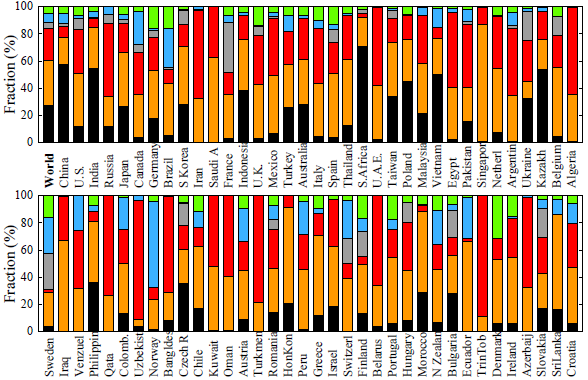 Fraction (%)
100
80
60
40
20
0
World
China
U.S.
India
Russia
Japan
Canada
Germany
Brazil
S Korea
Iran
Saudi A
France
Indonesia
U.K.
Mexico
Turkey
Australia
Italy
Spain
Thailand
S.Africa
U.A.E.
Taiwan
Poland
Malaysia
Vietnam
Egypt
Pakistan
Singapor
Netherl
Argentin
Ukraine
Kazakh
Belgium
Algeria
Fraction (%)
100
80
60
40
20
0
Sweden
Iraq
Venzuel
Philippin
Qata
Colomb.
Uzbekist
Norway
Bangldes
Czech R
Chile
Kuwait
Oman
Austria
Turkmen
Romania
HonKon
Peru
Greece
Israel
Switzerl
Finland
Belarus
Portugal
Hungary
Morocco
N Zealan
Bulgaria
Ecuador
TrinTob
Denmark
Ireland
Azerbaij
Slovakia
SriLanka
Croatia